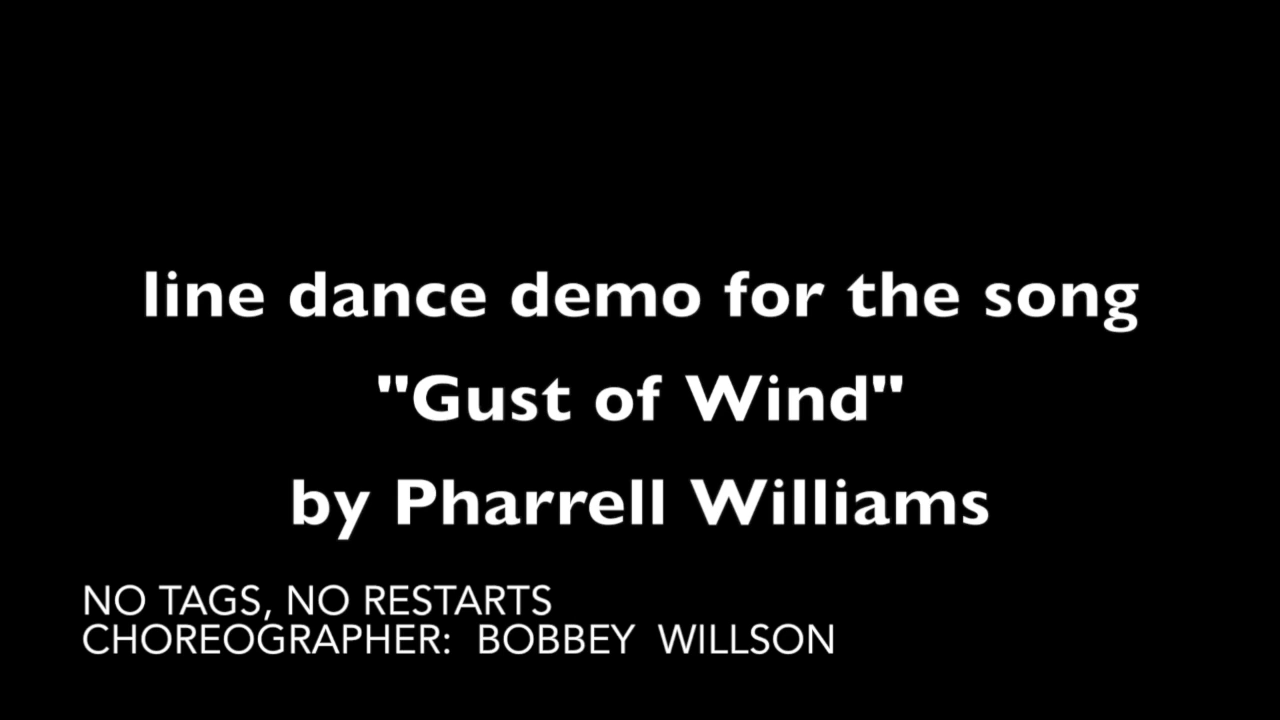 line dance demo for the song
"Gust of Wind"
by Pharrell Williams
NO TAGS, NO RESTARTS
CHOREOGRAPHER:  BOBBEY  WILLSON